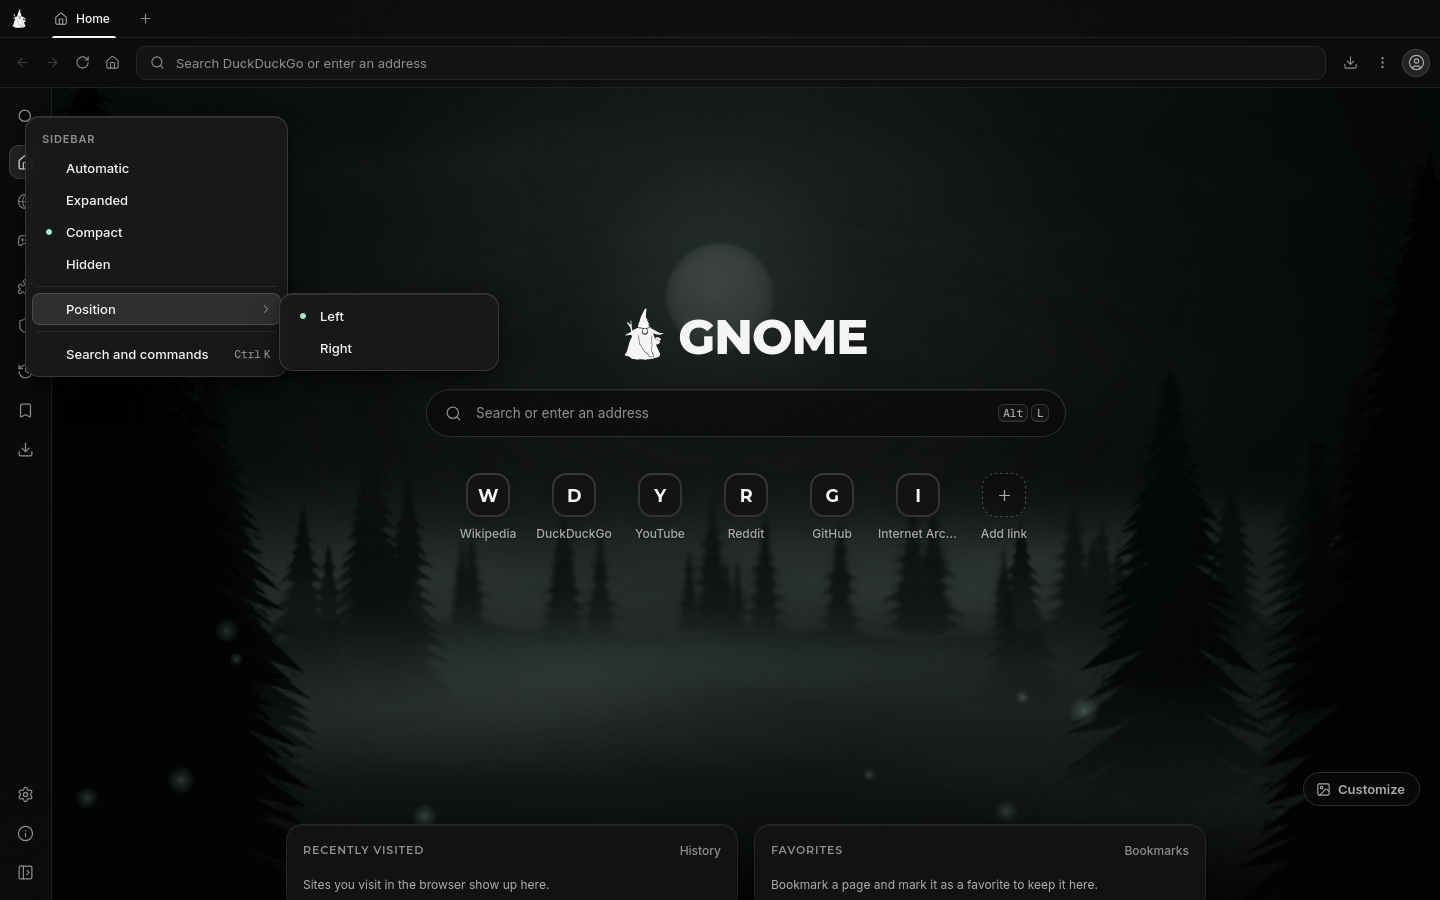 Home
Search DuckDuckGo or enter an address
SIDEBAR
Automatic
Expanded
Compact
Hidden
Position
Left
Right
Search and commands Ctrl K
GNOME
Search or enter an address Alt L
W D Y R G I
Wikipedia DuckDuckGo YouTube Reddit GitHub Internet Arc... Add link
Customize
RECENTLY VISITED History
Sites you visit in the browser show up here.
FAVORITES Bookmarks
Bookmark a page and mark it as a favorite to keep it here.